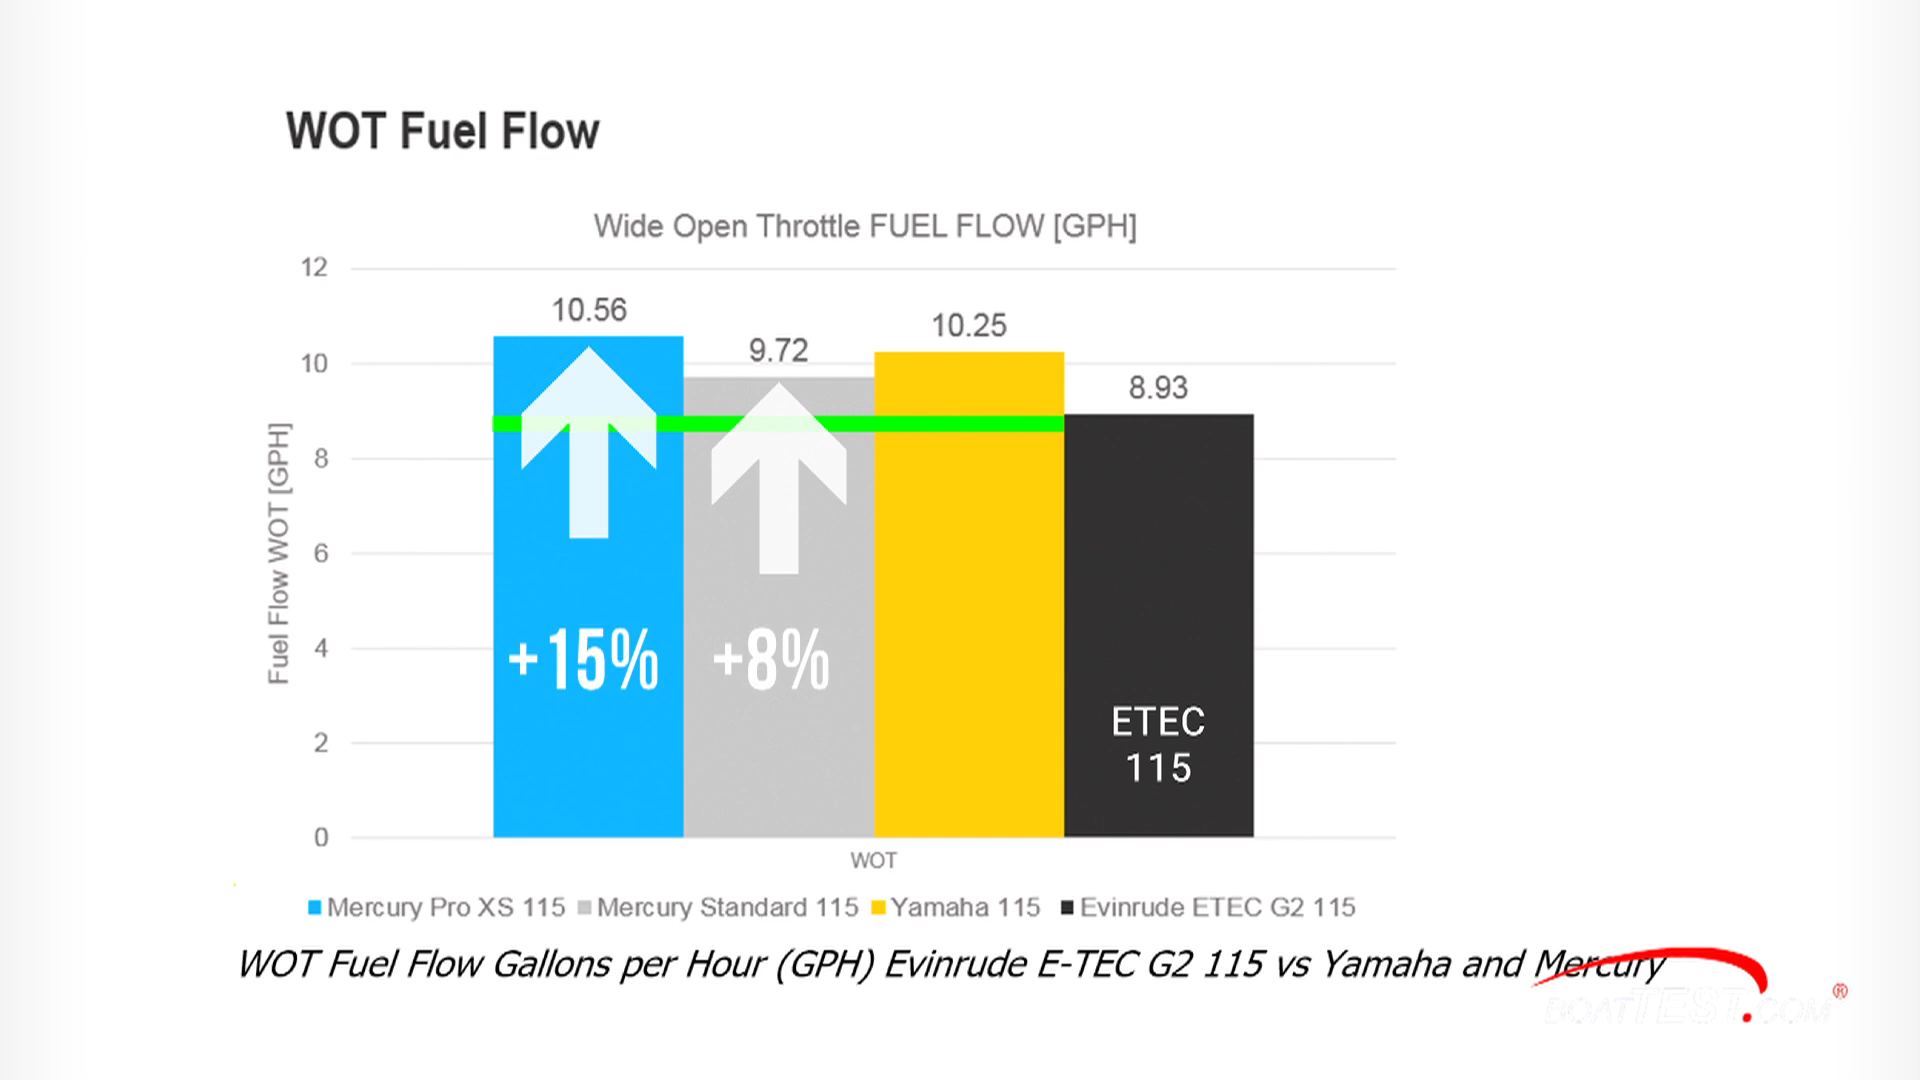 WOT Fuel Flow
Wide Open Throttle FUEL FLOW [GPH]
12
10
8
6
4
2
0
Fuel Flow WOT [GPH]
10.56
9.72
10.25
8.93
+15%
+8%
ETEC
115
WOT
Mercury Pro XS 115 Mercury Standard 115 Yamaha 115 Evinrude ETEC G2 115
WOT Fuel Flow Gallons per Hour (GPH) Evinrude E-TEC G2 115 vs Yamaha and Mercury
BOATTEST.COM®